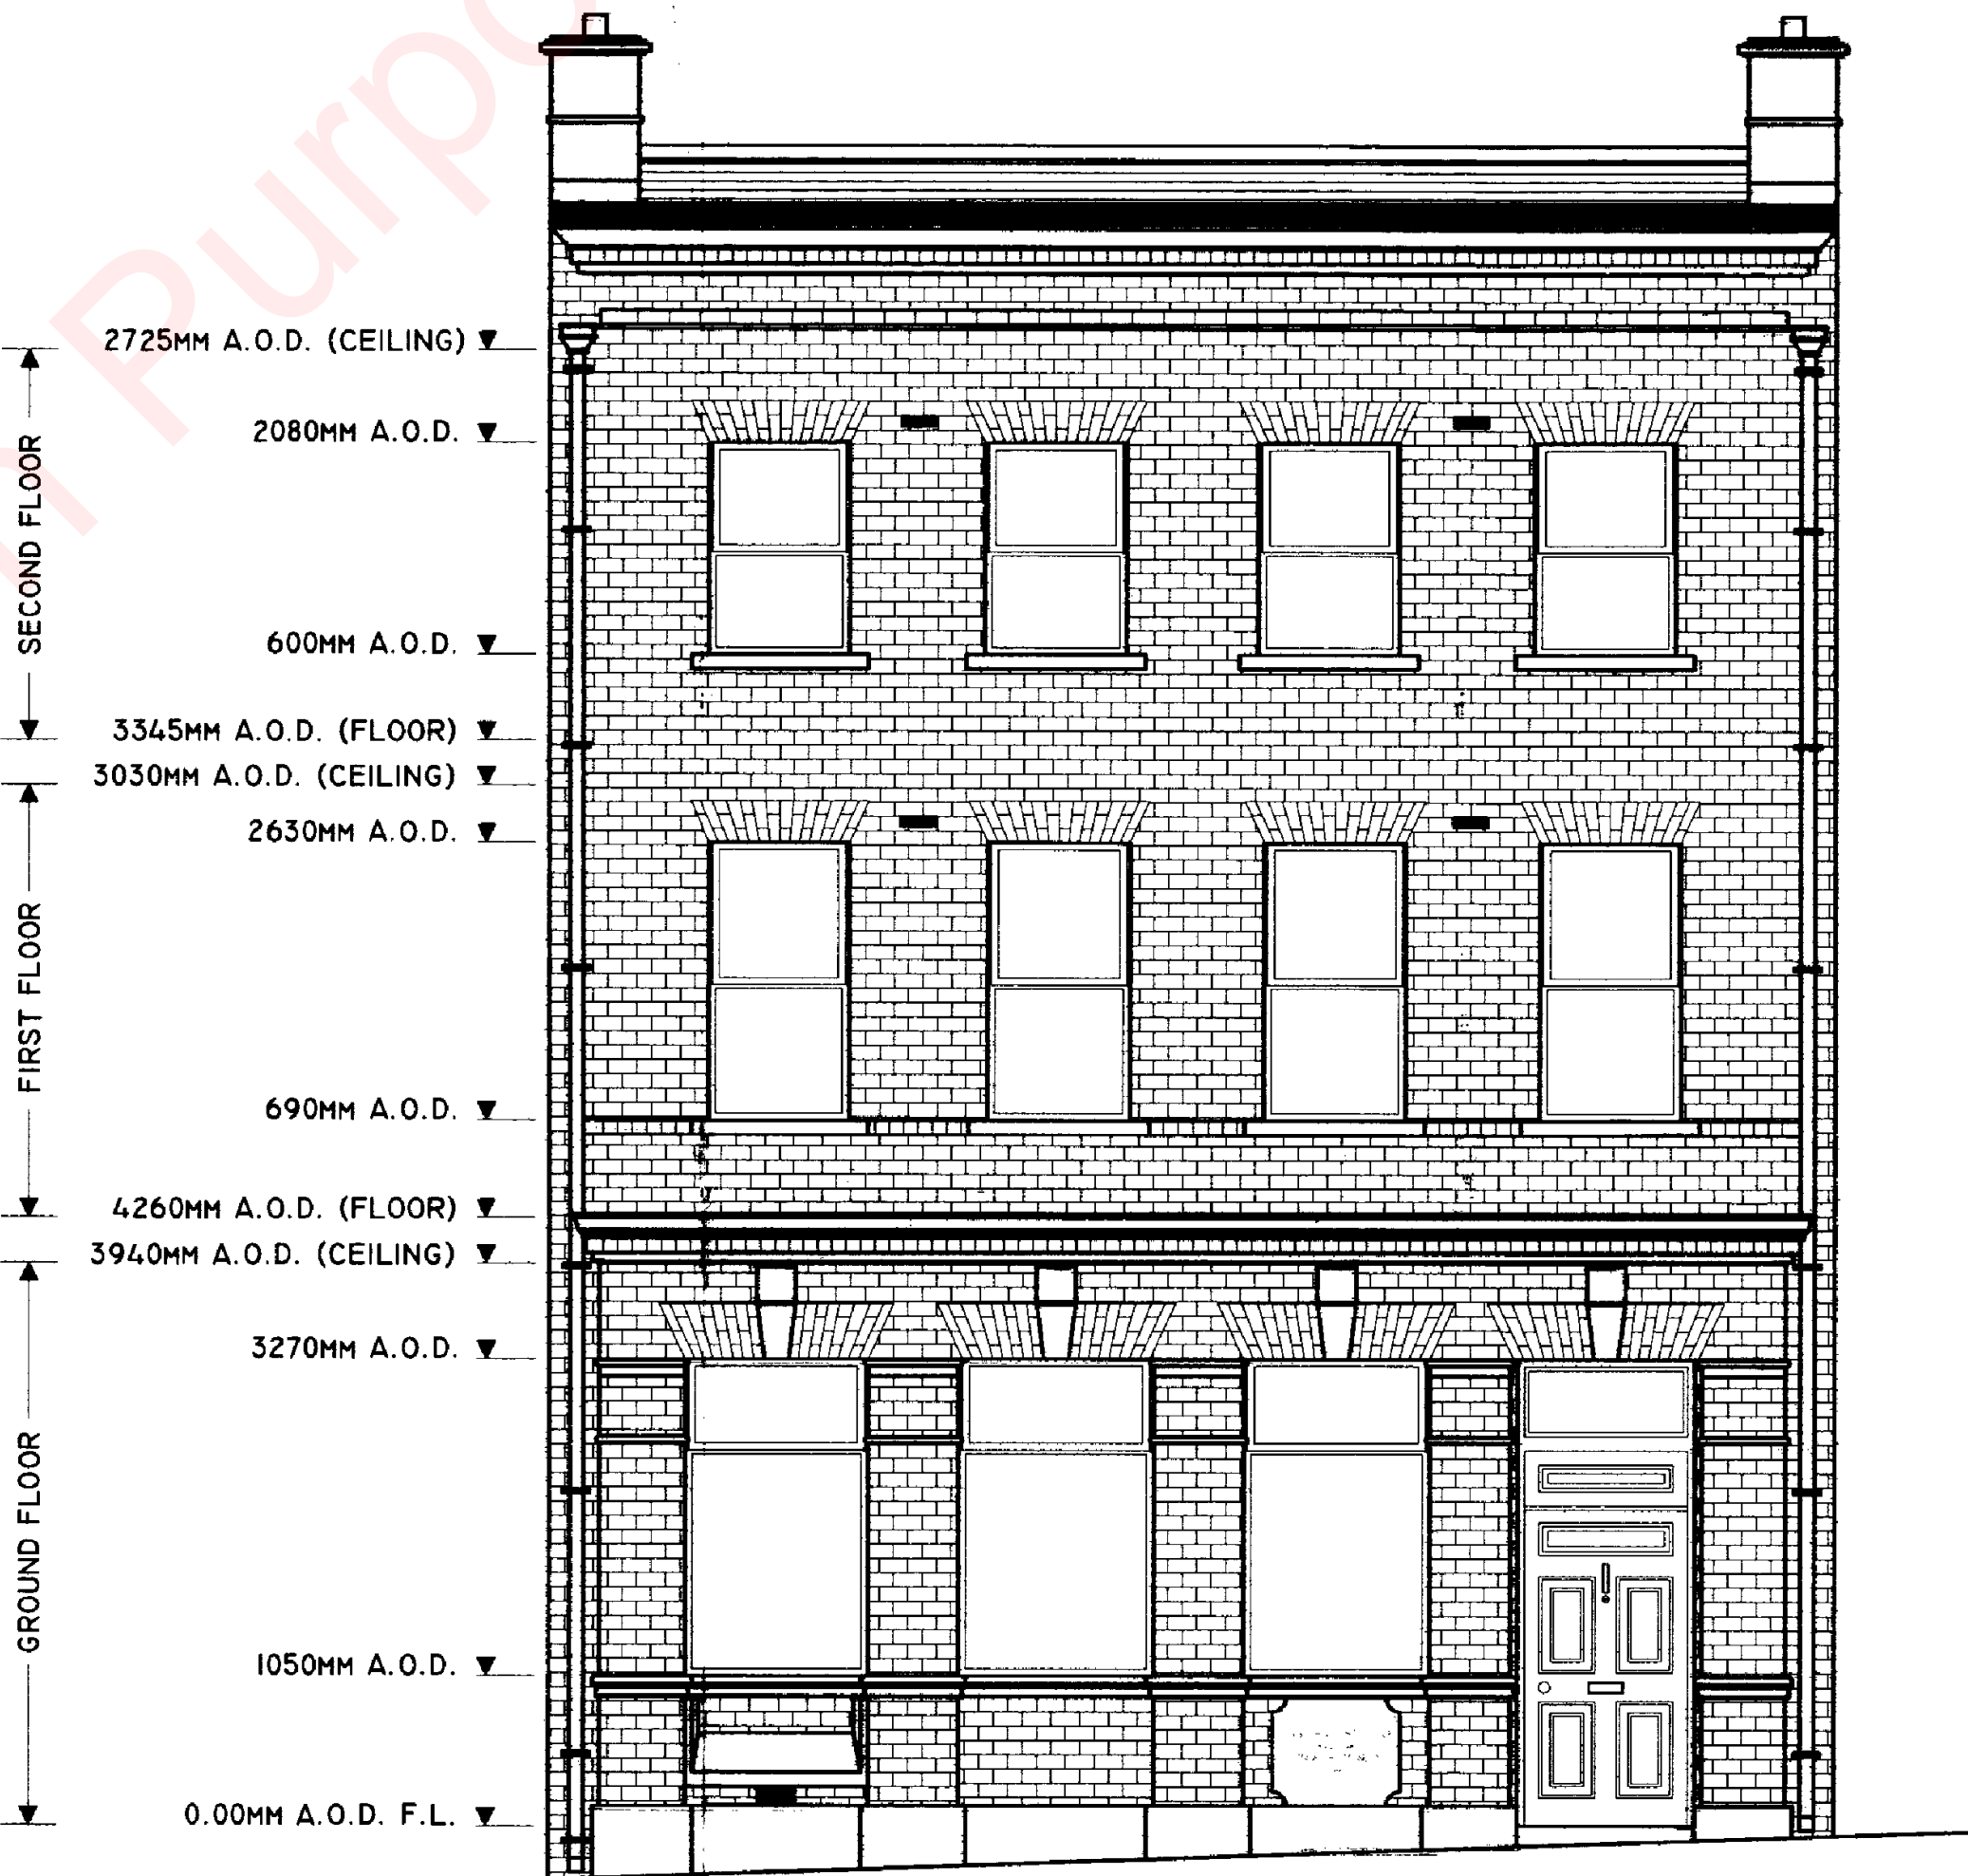 Purpo
2725MM A.O.D. (CEILING)
2080MM A.O.D.
SECOND FLOOR
600MM A.O.D.
3345MM A.O.D. (FLOOR)
3030MM A.O.D. (CEILING)
2630MM A.O.D.
FIRST FLOOR
690MM A.O.D.
4260MM A.O.D. (FLOOR)
3940MM A.O.D. (CEILING)
3270MM A.O.D.
GROUND FLOOR
1050MM A.O.D.
0.00MM A.O.D. F.L.